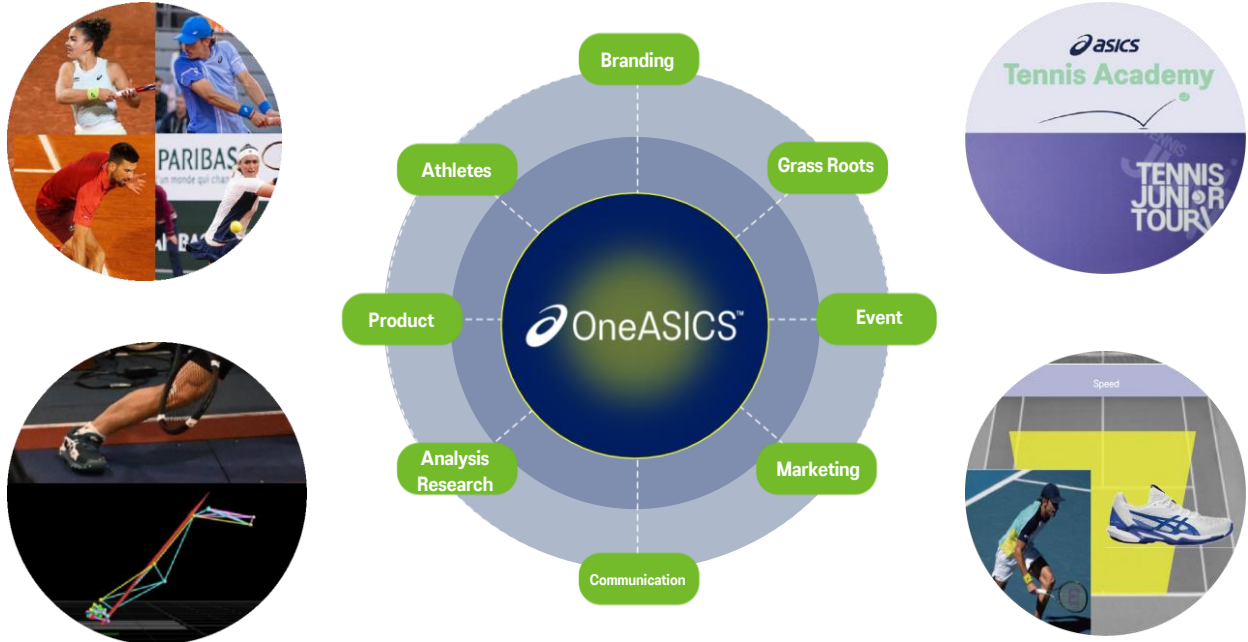 Branding
Athletes
Grass Roots
Product
OneASICS™
Event
Analysis
Research
Marketing
Communication
PARIBAS
un monde qui
asics
Tennis Academy
TENNIS
TENNIS
JUNIOR
TOUR
Speed